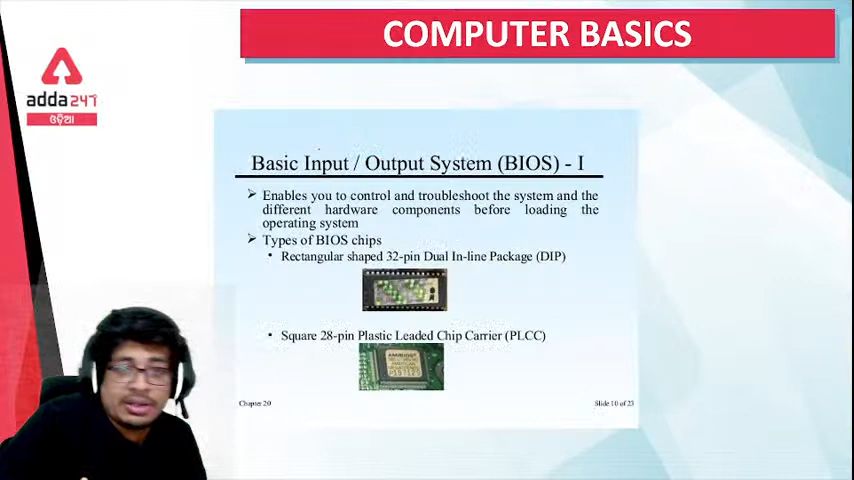 COMPUTER BASICS
adda247
ଓଡ଼ିଆ
Basic Input / Output System (BIOS) - I
➢ Enables you to control and troubleshoot the system and the
different hardware components before loading the
operating system
➢ Types of BIOS chips
• Rectangular shaped 32-pin Dual In-line Package (DIP)
• Square 28-pin Plastic Leaded Chip Carrier (PLCC)
Chapter 20
Slide 10 of 23